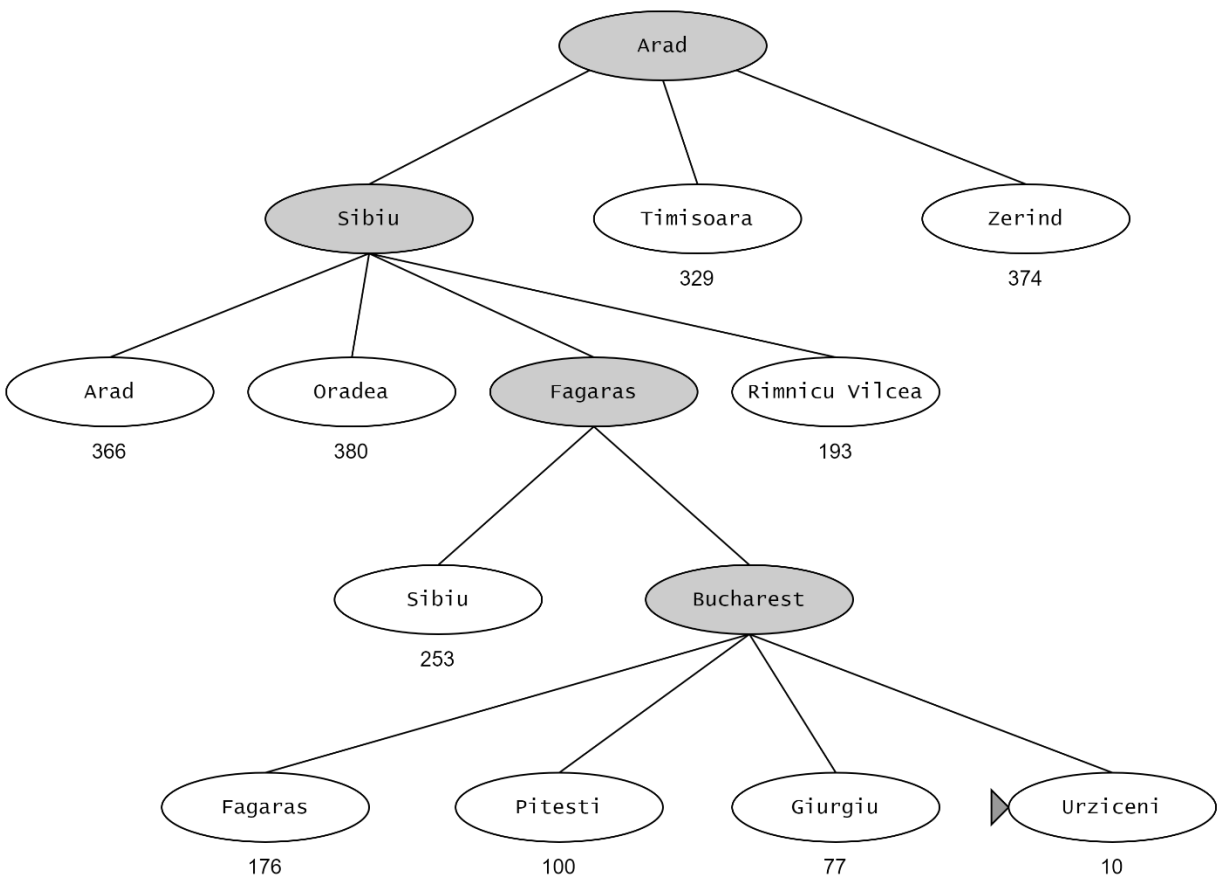 Arad
Sibiu
Timisoara
Zerind
329
374
Arad
Oradea
Fagaras
Rimnicu Vilcea
366
380
193
Sibiu
Bucharest
253
Fagaras
Pitesti
Giurgiu
Urziceni
176
100
77
10